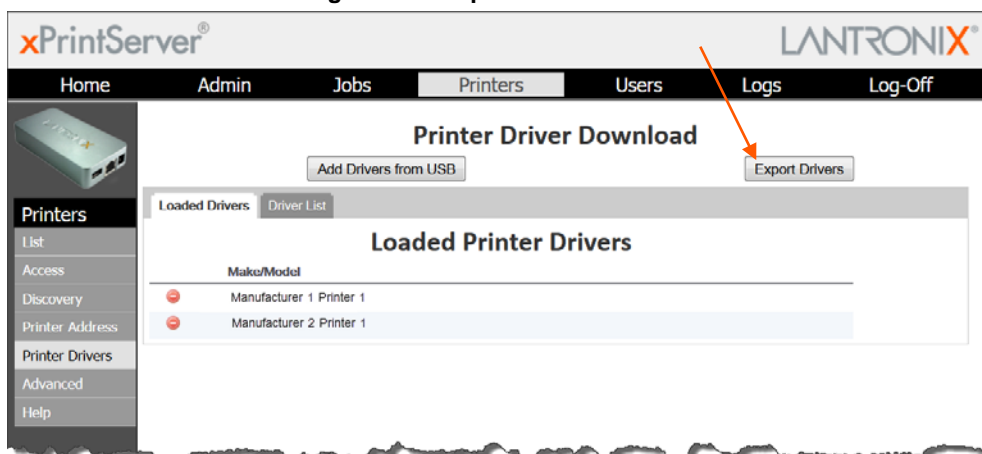 xPrintServer®
LANTRONIX®
Home Admin Jobs Printers Users Logs Log-Off
LANTRONIX
Printer Driver Download
Add Drivers from USB Export Drivers
Printers
List
Access
Discovery
Printer Address
Printer Drivers
Advanced
Help
Loaded Drivers Driver List
Loaded Printer Drivers
Make/Model
Manufacturer 1 Printer 1
Manufacturer 2 Printer 1